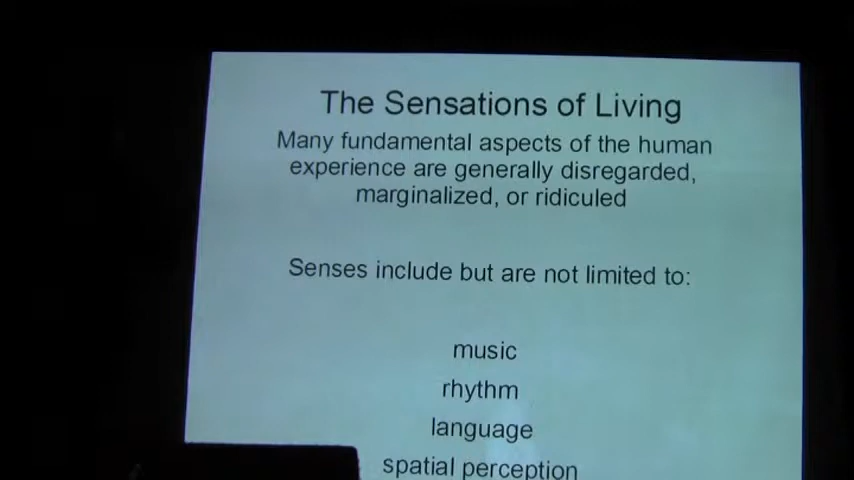 The Sensations of Living
Many fundamental aspects of the human
experience are generally disregarded,
marginalized, or ridiculed
Senses include but are not limited to:
music
rhythm
language
spatial perception